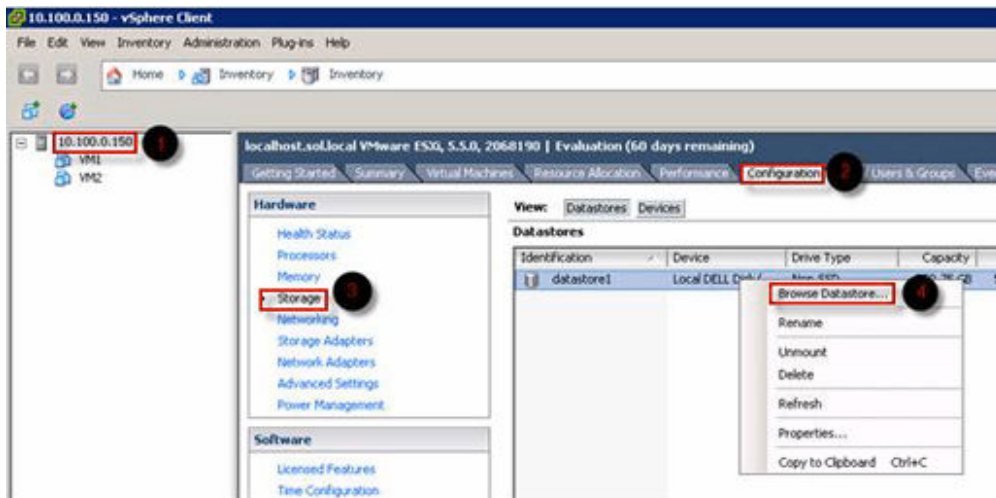 10.100.0.150 - vSphere Client
File Edit View Inventory Administration Plug-ins Help
Home Inventory Inventory
10.100.0.150 1
VM1
VM2
localhost.sol.local VMware ESXi, 5.5.0, 2068190 | Evaluation (60 days remaining)
Getting Started Summary Virtual Machines Resource Allocation Performance Configuration 2 Users & Groups
Hardware
Health Status
Processors
Memory
Storage 3
Networking
Storage Adapters
Network Adapters
Advanced Settings
Power Management
Software
Licensed Features
Time Configuration
View: Datastores Devices
Datastores
Identification Device Drive Type Capacity
datastore1 Local DELL Disk Non-SSD GB
Browse Datastore... 4
Rename
Unmount
Delete
Refresh
Properties...
Copy to Clipboard Ctrl+C